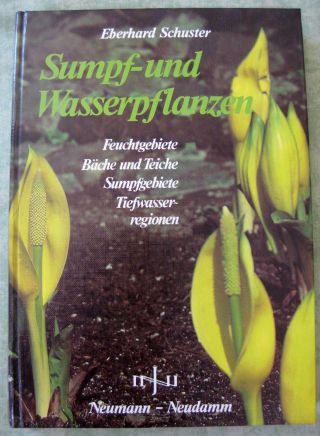 Eberhard Schuster
Sumpf- und
Wasserpflanzen
Feuchtgebiete
Bäche und Teiche
Sumpfgebiete
Tiefwasser-
regionen
Neumann – Neudamm